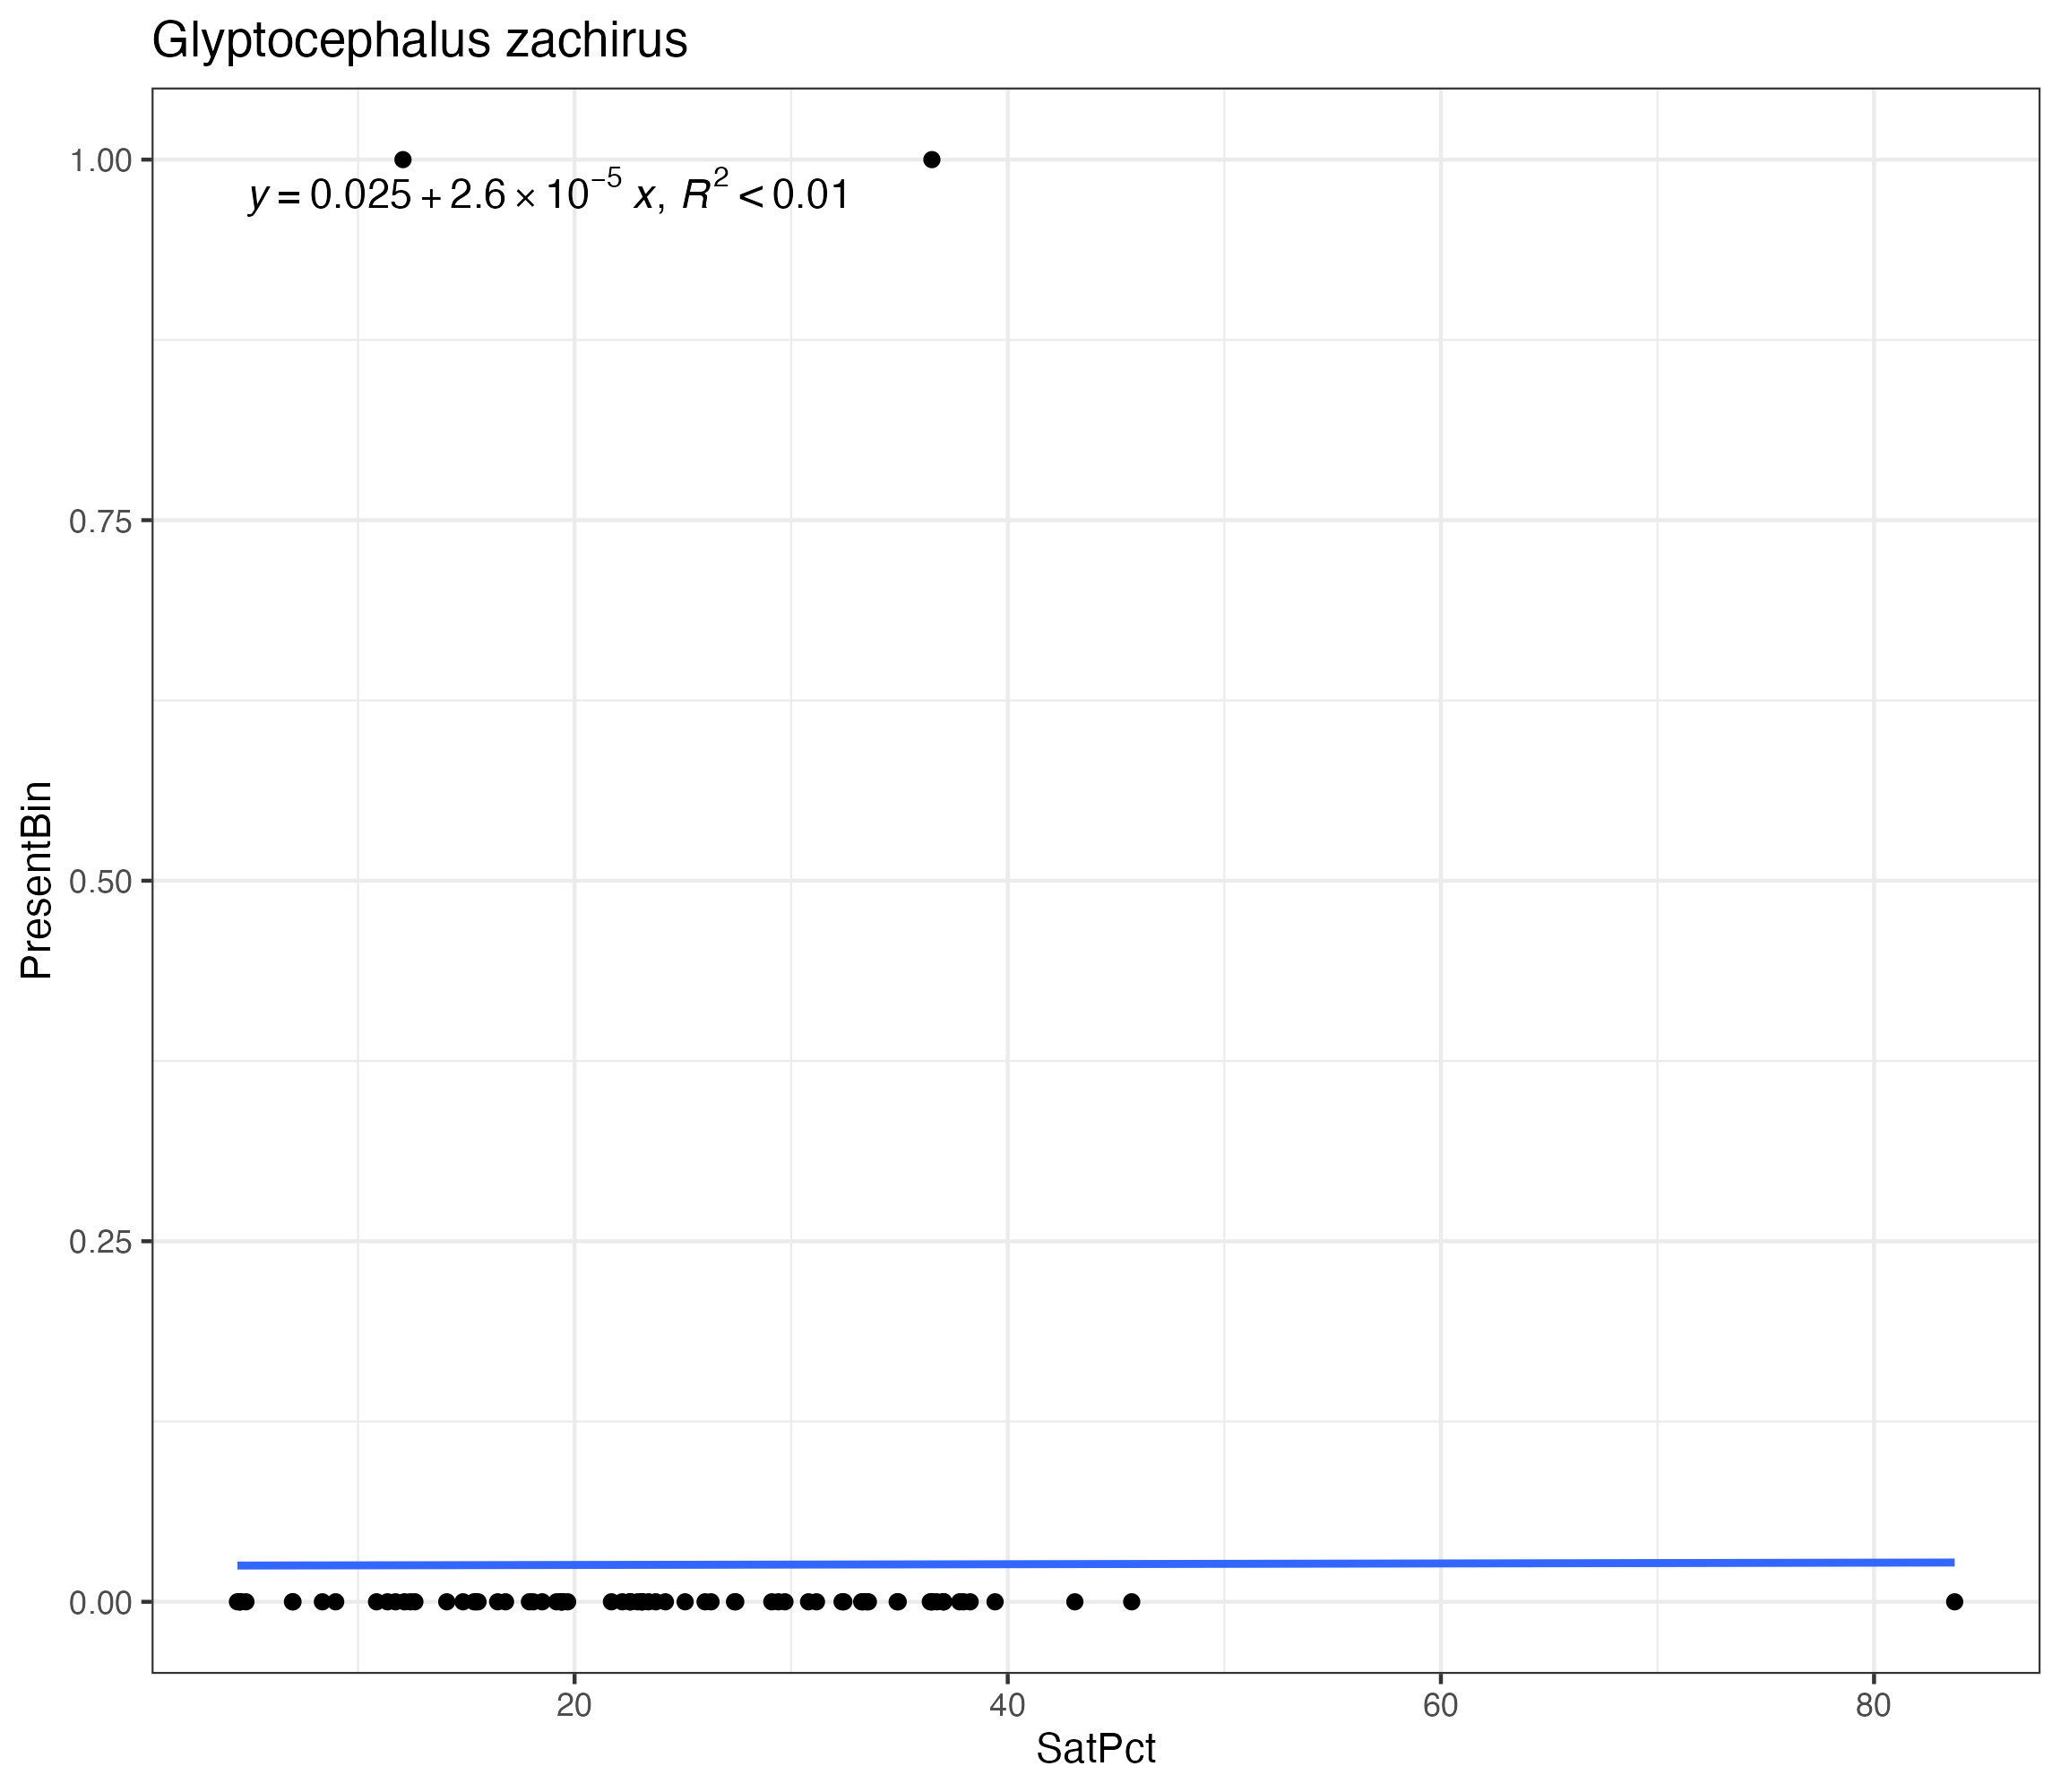 Glyptocephalus zachirus
1.00
y = 0.025 + 2.6 × 10⁻⁵ x, R² < 0.01
0.75
0.50
0.25
0.00
PresentBin
20 40 60 80
SatPct